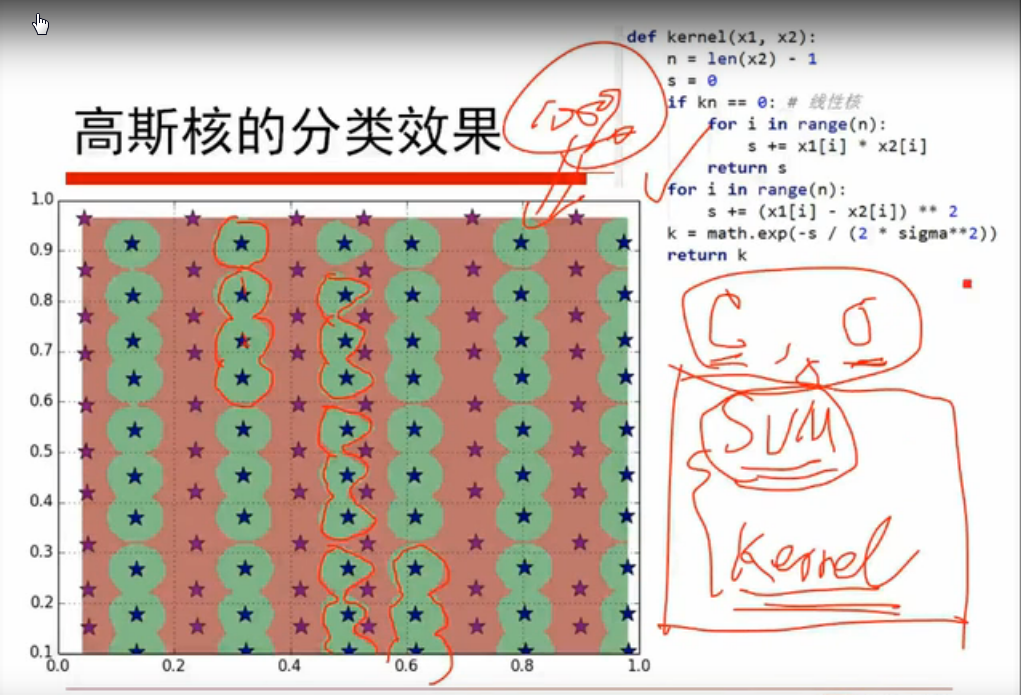 高斯核的分类效果
def kernel(x1, x2):
n = len(x2) - 1
s = 0
if kn == 0: # 线性核
for i in range(n):
s += x1[i] * x2[i]
return s
for i in range(n):
s += (x1[i] - x2[i]) ** 2
k = math.exp(-s / (2 * sigma**2))
return k
1.0
0.9
0.8
0.7
0.6
0.5
0.4
0.3
0.2
0.1
0.0 0.2 0.4 0.6 0.8 1.0
100%
C , σ
SVM
Kernel